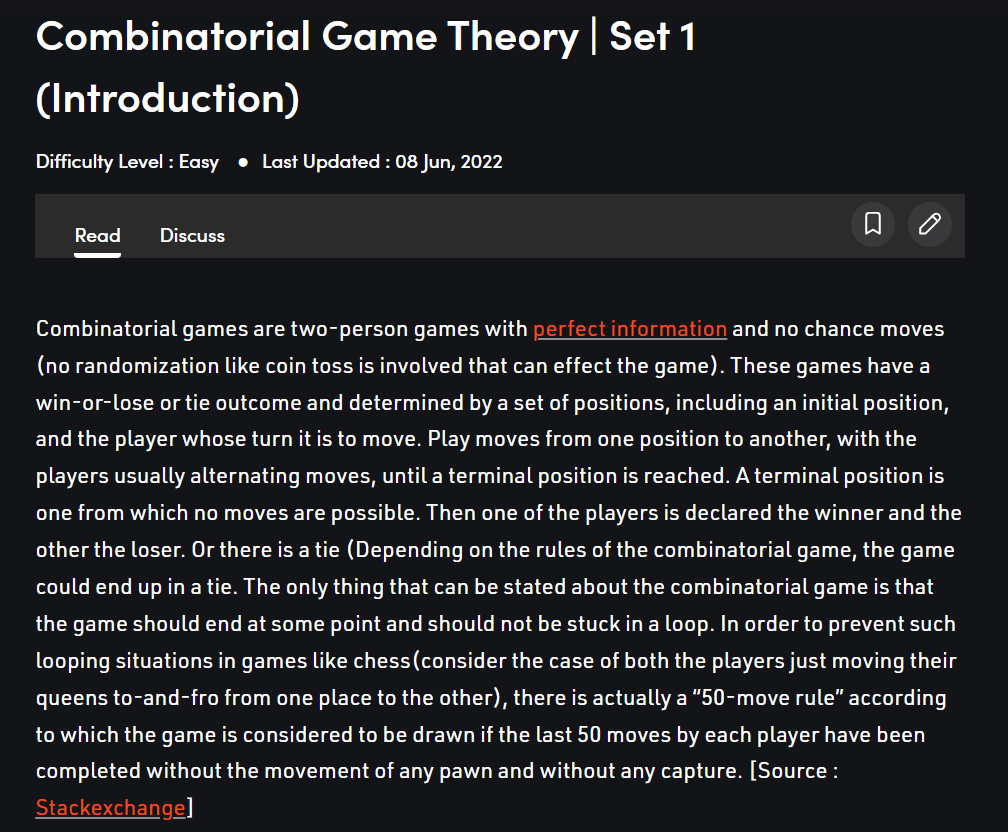 Combinatorial Game Theory | Set 1
(Introduction)
Difficulty Level : Easy ● Last Updated : 08 Jun, 2022
Read Discuss
Combinatorial games are two-person games with perfect information and no chance moves
(no randomization like coin toss is involved that can effect the game). These games have a
win-or-lose or tie outcome and determined by a set of positions, including an initial position,
and the player whose turn it is to move. Play moves from one position to another, with the
players usually alternating moves, until a terminal position is reached. A terminal position is
one from which no moves are possible. Then one of the players is declared the winner and the
other the loser. Or there is a tie (Depending on the rules of the combinatorial game, the game
could end up in a tie. The only thing that can be stated about the combinatorial game is that
the game should end at some point and should not be stuck in a loop. In order to prevent such
looping situations in games like chess(consider the case of both the players just moving their
queens to-and-fro from one place to the other), there is actually a “50-move rule” according
to which the game is considered to be drawn if the last 50 moves by each player have been
completed without the movement of any pawn and without any capture. [Source :
Stackexchange]